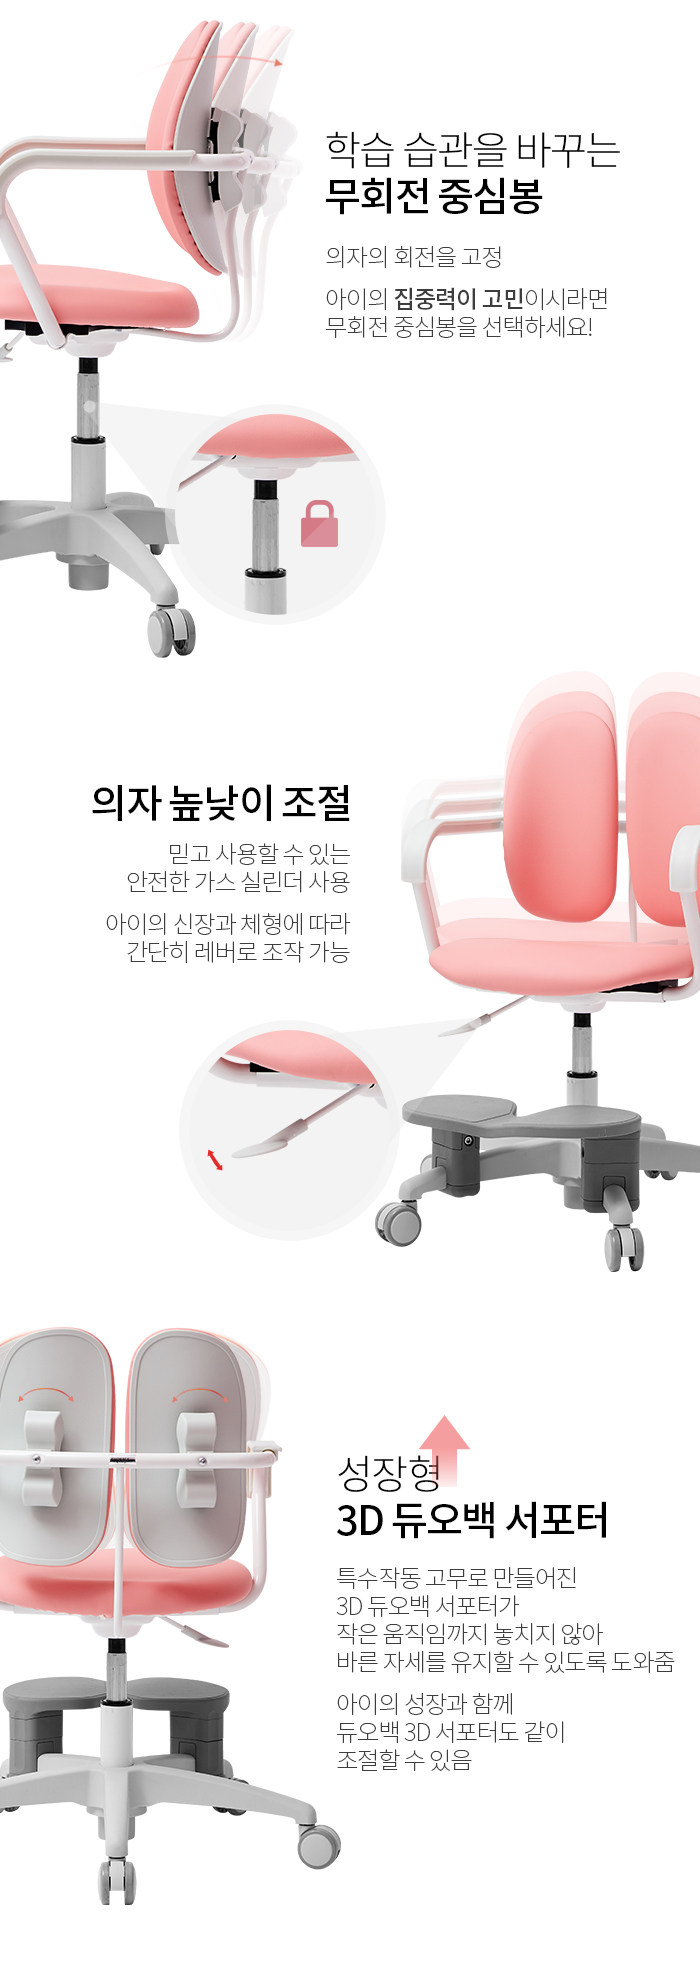 학습 습관을 바꾸는
무회전 중심봉
의자의 회전을 고정
아이의 집중력이 고민이시라면
무회전 중심봉을 선택하세요!
의자 높낮이 조절
믿고 사용할 수 있는
안전한 가스 실린더 사용
아이의 신장과 체형에 따라
간단히 레버로 조작 가능
성장형
3D 듀오백 서포터
특수작동 고무로 만들어진
3D 듀오백 서포터가
작은 움직임까지 놓치지 않아
바른 자세를 유지할 수 있도록 도와줌
아이의 성장과 함께
듀오백 3D 서포터도 같이
조절할 수 있음